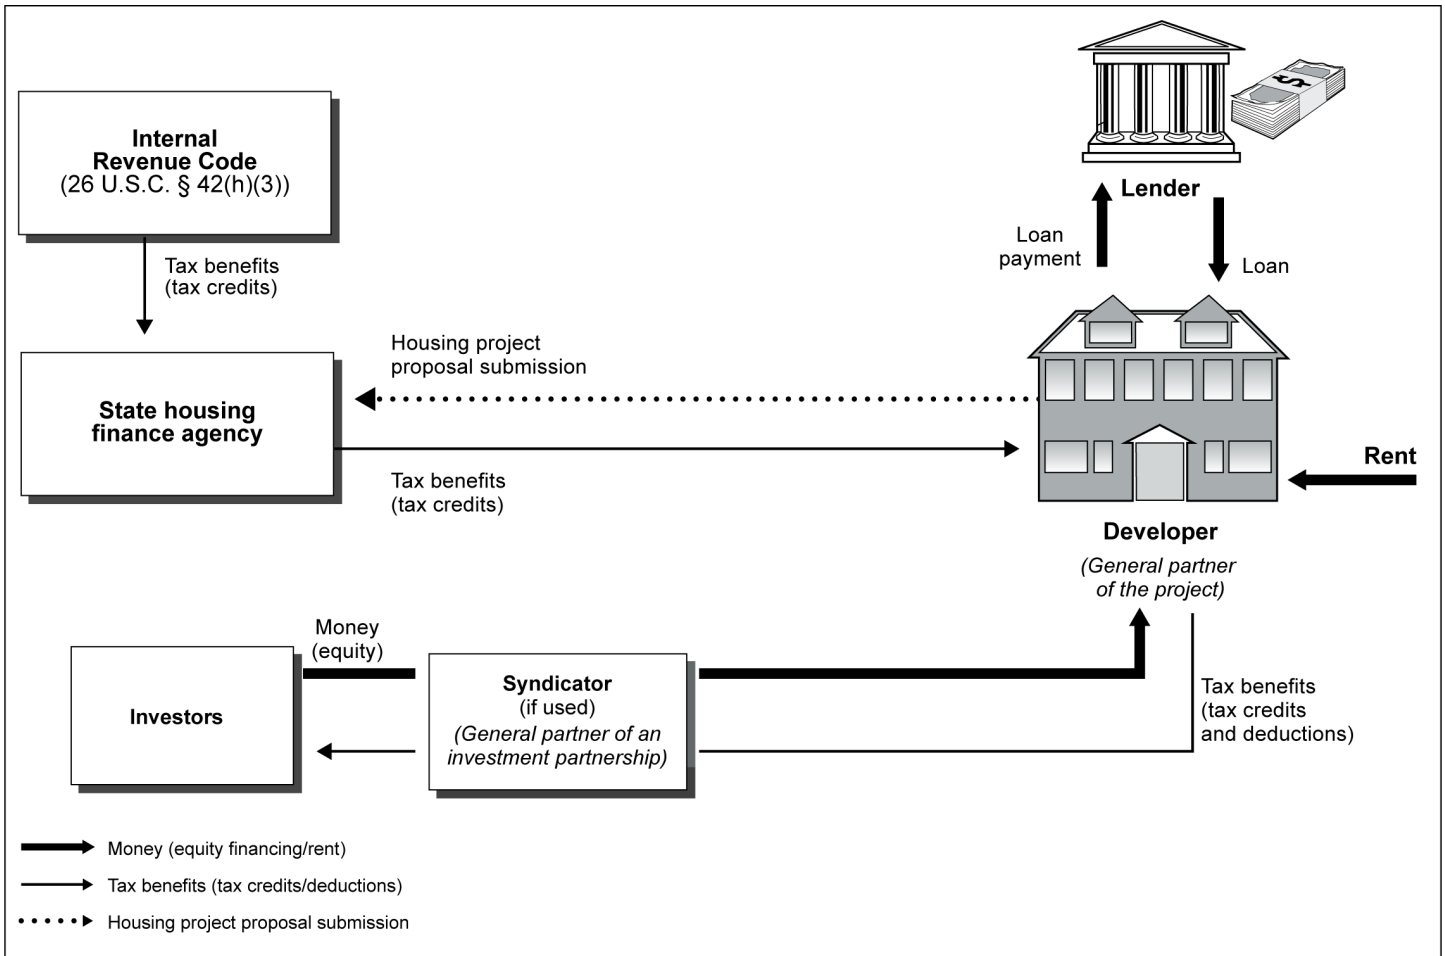 Internal
Revenue Code
(26 U.S.C. § 42(h)(3))
Tax benefits
(tax credits)
State housing
finance agency
Housing project
proposal submission
Tax benefits
(tax credits)
$
Lender
Loan
payment
Loan
Rent
Developer
(General partner
of the project)
Money
(equity)
Investors
Syndicator
(if used)
(General partner of an
investment partnership)
Tax benefits
(tax credits
and deductions)
Money (equity financing/rent)
Tax benefits (tax credits/deductions)
Housing project proposal submission